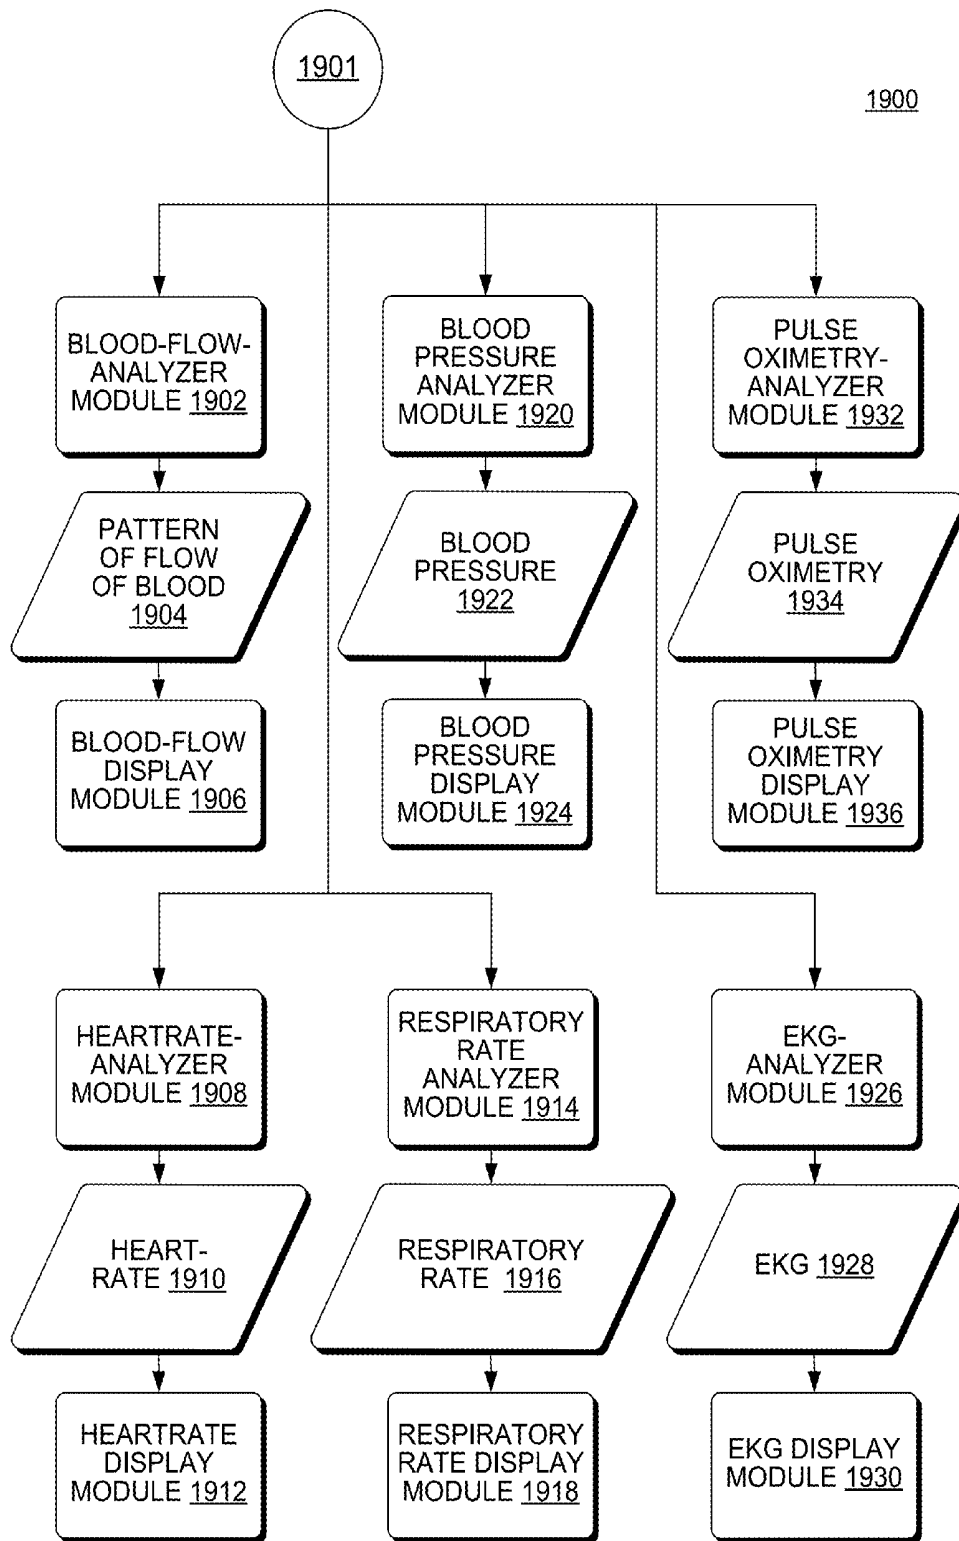 1901
1900
BLOOD-FLOW-
ANALYZER
MODULE 1902
BLOOD
PRESSURE
ANALYZER
MODULE 1920
PULSE
OXIMETRY-
ANALYZER
MODULE 1932
PATTERN
OF FLOW
OF BLOOD
1904
BLOOD
PRESSURE
1922
PULSE
OXIMETRY
1934
BLOOD-FLOW
DISPLAY
MODULE 1906
BLOOD
PRESSURE
DISPLAY
MODULE 1924
PULSE
OXIMETRY
DISPLAY
MODULE 1936
HEARTRATE-
ANALYZER
MODULE 1908
RESPIRATORY
RATE
ANALYZER
MODULE 1914
EKG-
ANALYZER
MODULE 1926
HEART-
RATE 1910
RESPIRATORY
RATE 1916
EKG 1928
HEARTRATE
DISPLAY
MODULE 1912
RESPIRATORY
RATE DISPLAY
MODULE 1918
EKG DISPLAY
MODULE 1930